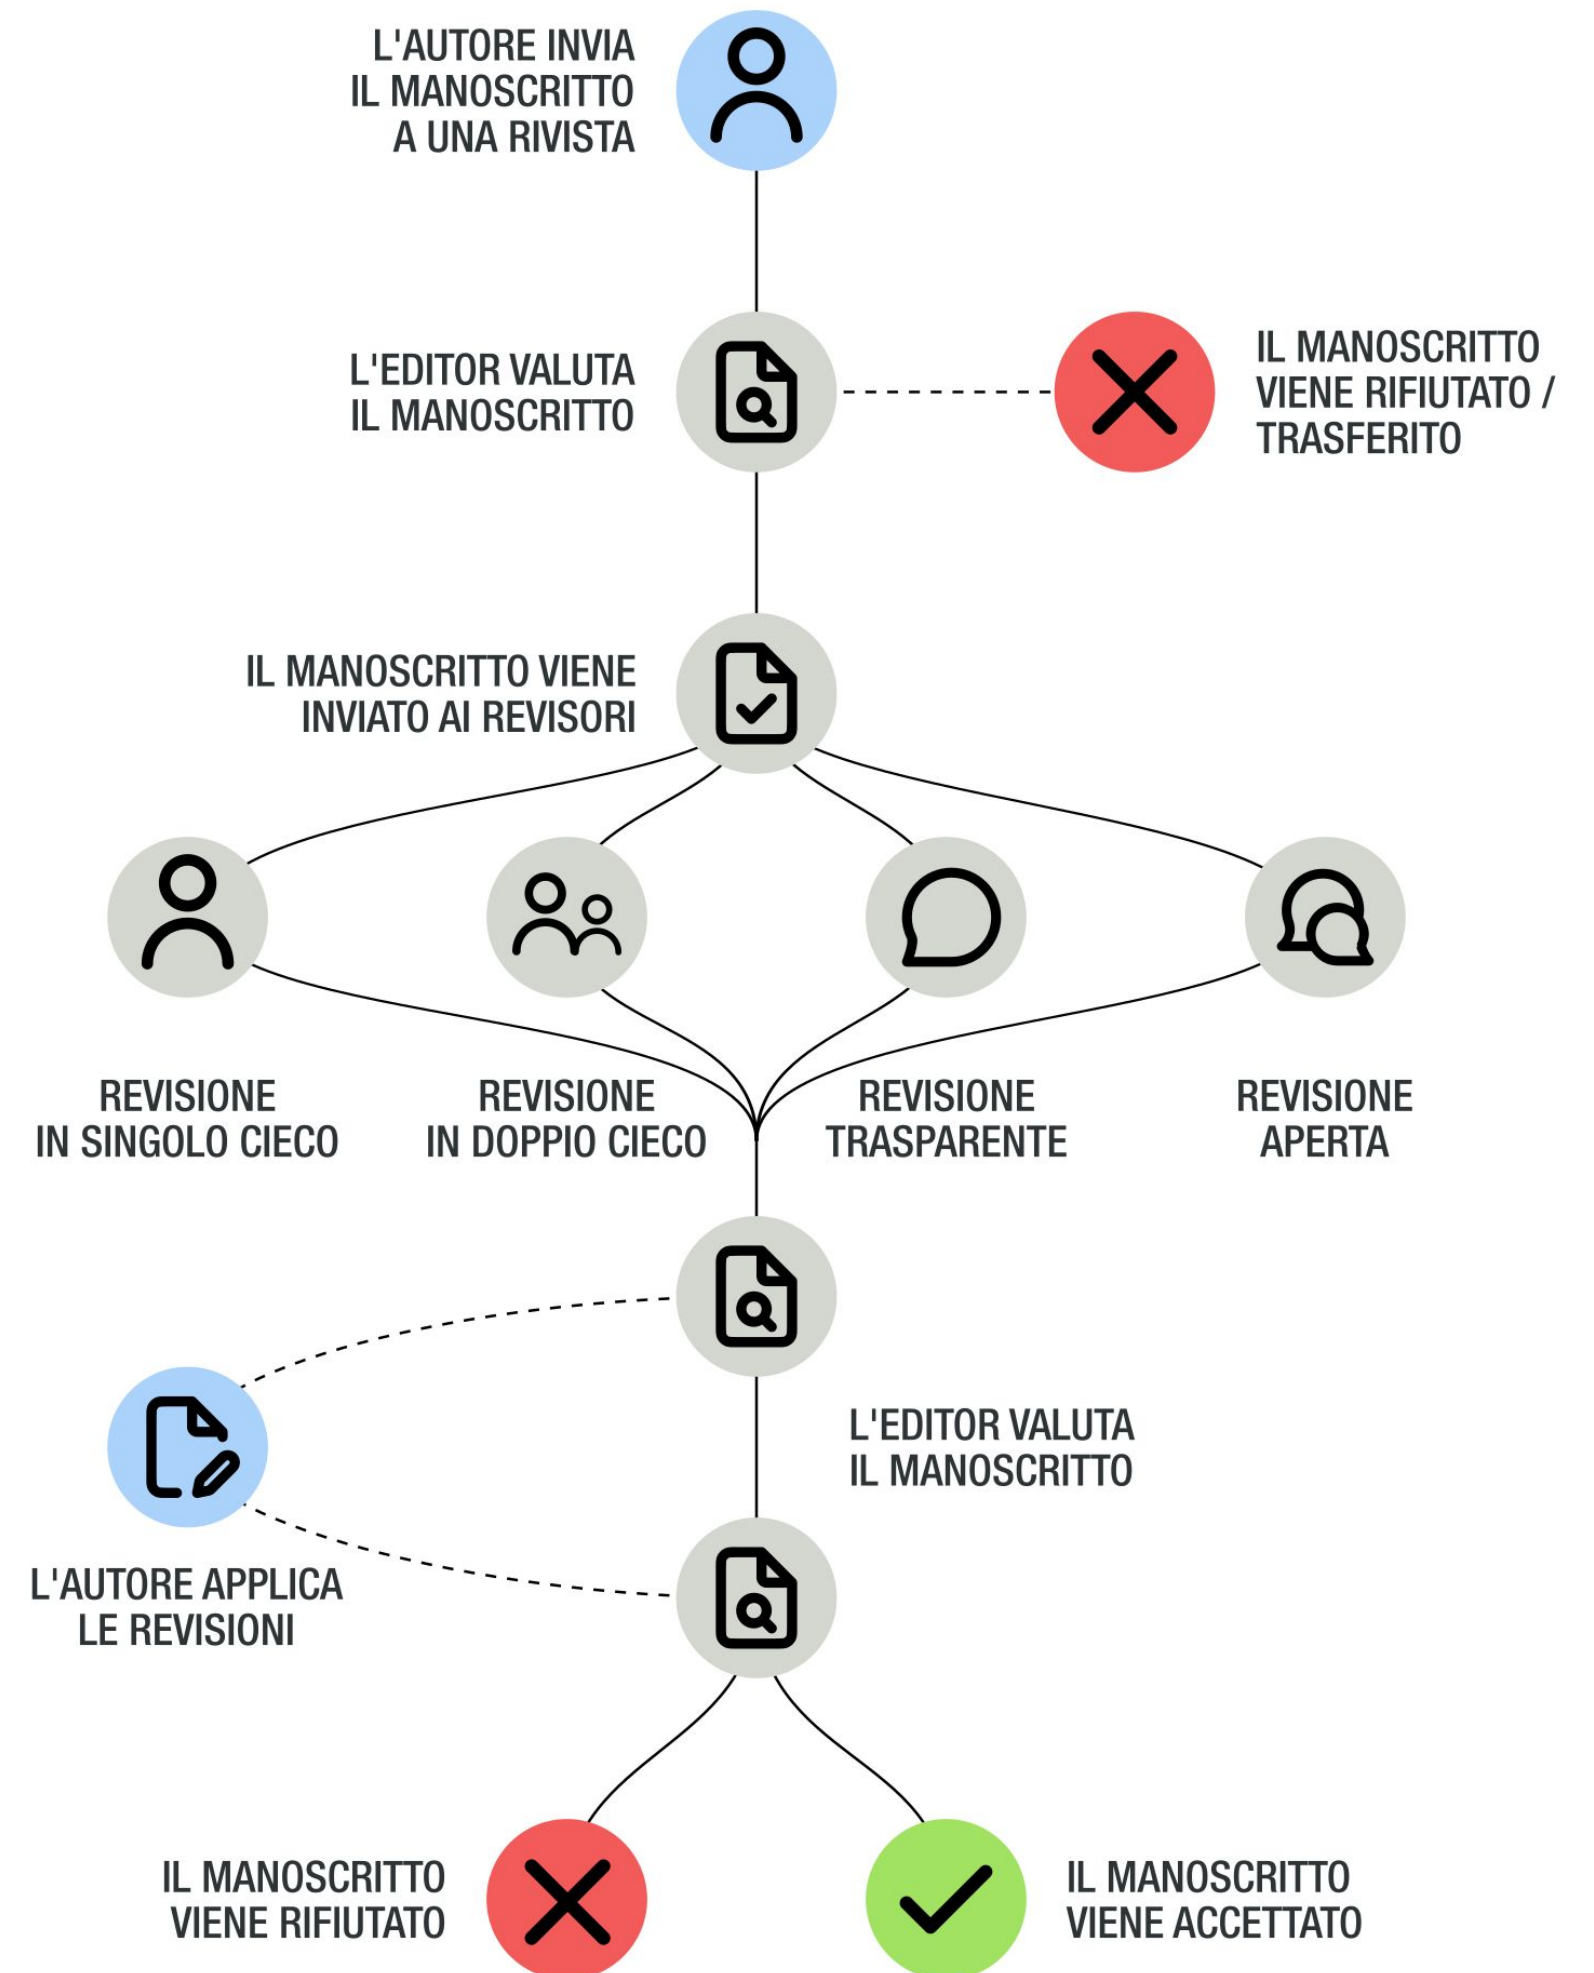 L'AUTORE INVIA
IL MANOSCRITTO
A UNA RIVISTA
L'EDITOR VALUTA
IL MANOSCRITTO
IL MANOSCRITTO
VIENE RIFIUTATO /
TRASFERITO
IL MANOSCRITTO VIENE
INVIATO AI REVISORI
REVISIONE
IN SINGOLO CIECO
REVISIONE
IN DOPPIO CIECO
REVISIONE
TRASPARENTE
REVISIONE
APERTA
L'EDITOR VALUTA
IL MANOSCRITTO
L'AUTORE APPLICA
LE REVISIONI
IL MANOSCRITTO
VIENE RIFIUTATO
IL MANOSCRITTO
VIENE ACCETTATO